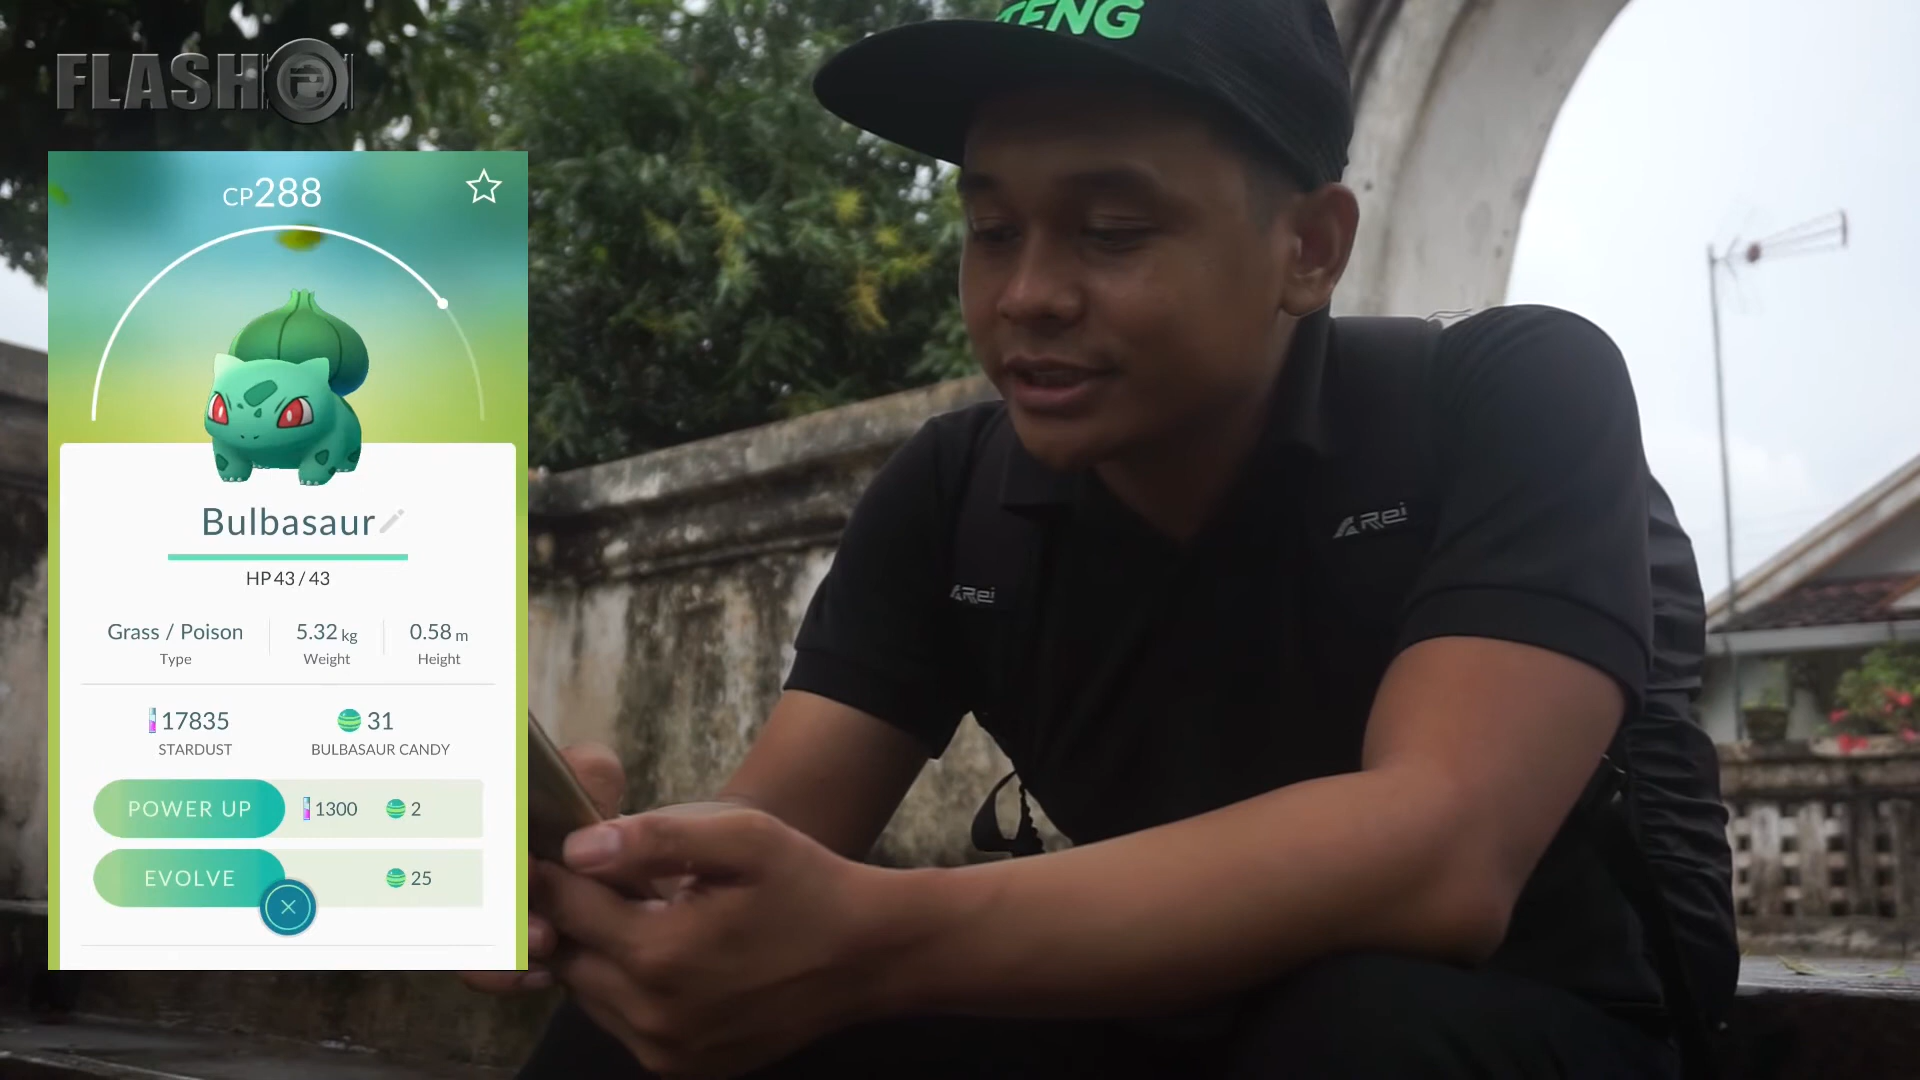 FLASH
CP288
Bulbasaur
HP 43 / 43
Grass / Poison
Type
5.32 kg
Weight
0.58 m
Height
17835
STARDUST
31
BULBASAUR CANDY
POWER UP 1300 2
EVOLVE 25
TENG
Rei
Rei